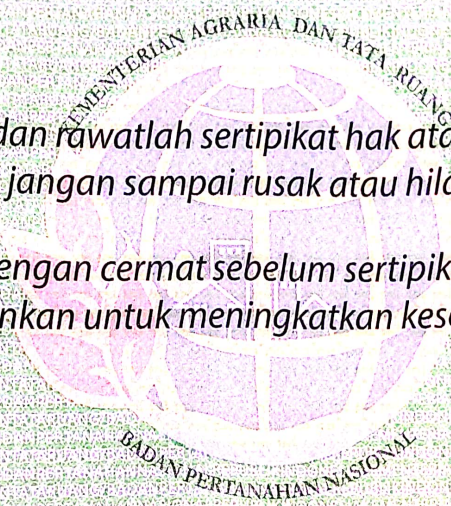 KEMENTERIAN AGRARIA DAN TATA RUANG
dan rawatlah sertipikat hak ata
jangan sampai rusak atau hila
engan cermat sebelum sertipik
nkan untuk meningkatkan kese
BADAN PERTANAHAN NASIONAL